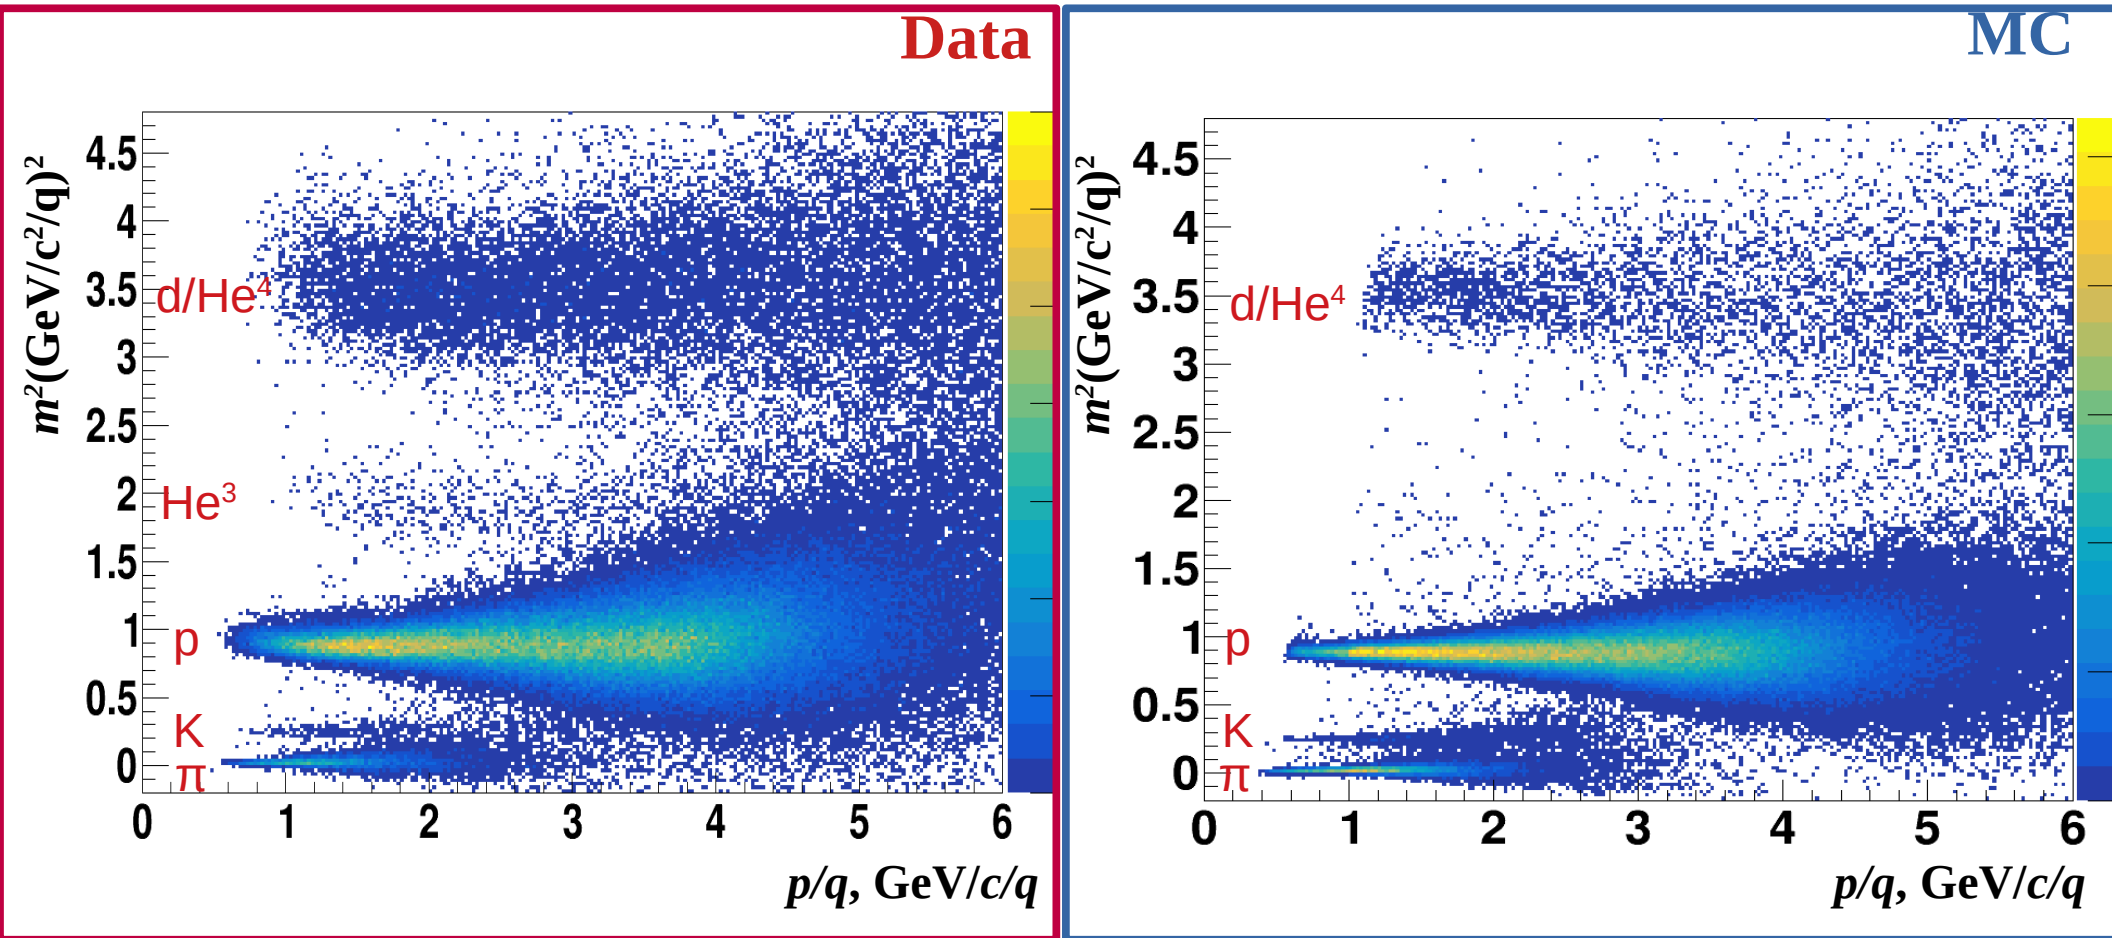 Data
m²(GeV/c²/q)²
4.5
4
3.5
3
2.5
2
1.5
1
0.5
0
d/He⁴
He³
p
K
π
0 1 2 3 4 5 6
p/q, GeV/c/q
MC
m²(GeV/c²/q)²
4.5
4
3.5
3
2.5
2
1.5
1
0.5
0
d/He⁴
p
K
π
0 1 2 3 4 5 6
p/q, GeV/c/q